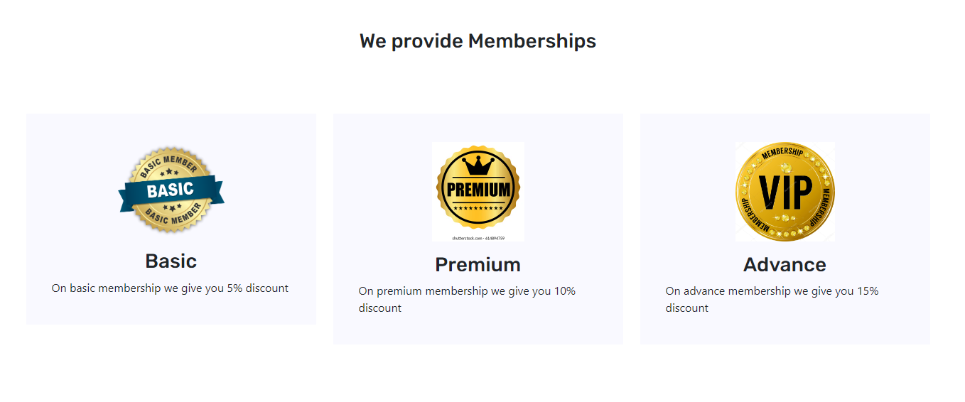 We provide Memberships
BASIC MEMBER
BASIC
BASIC MEMBER
Basic
On basic membership we give you 5% discount
PREMIUM
Premium
On premium membership we give you 10%
discount
MEMBERSHIP
MEMBERSHIP
VIP
MEMBERSHIP
MEMBERSHIP
Advance
On advance membership we give you 15%
discount